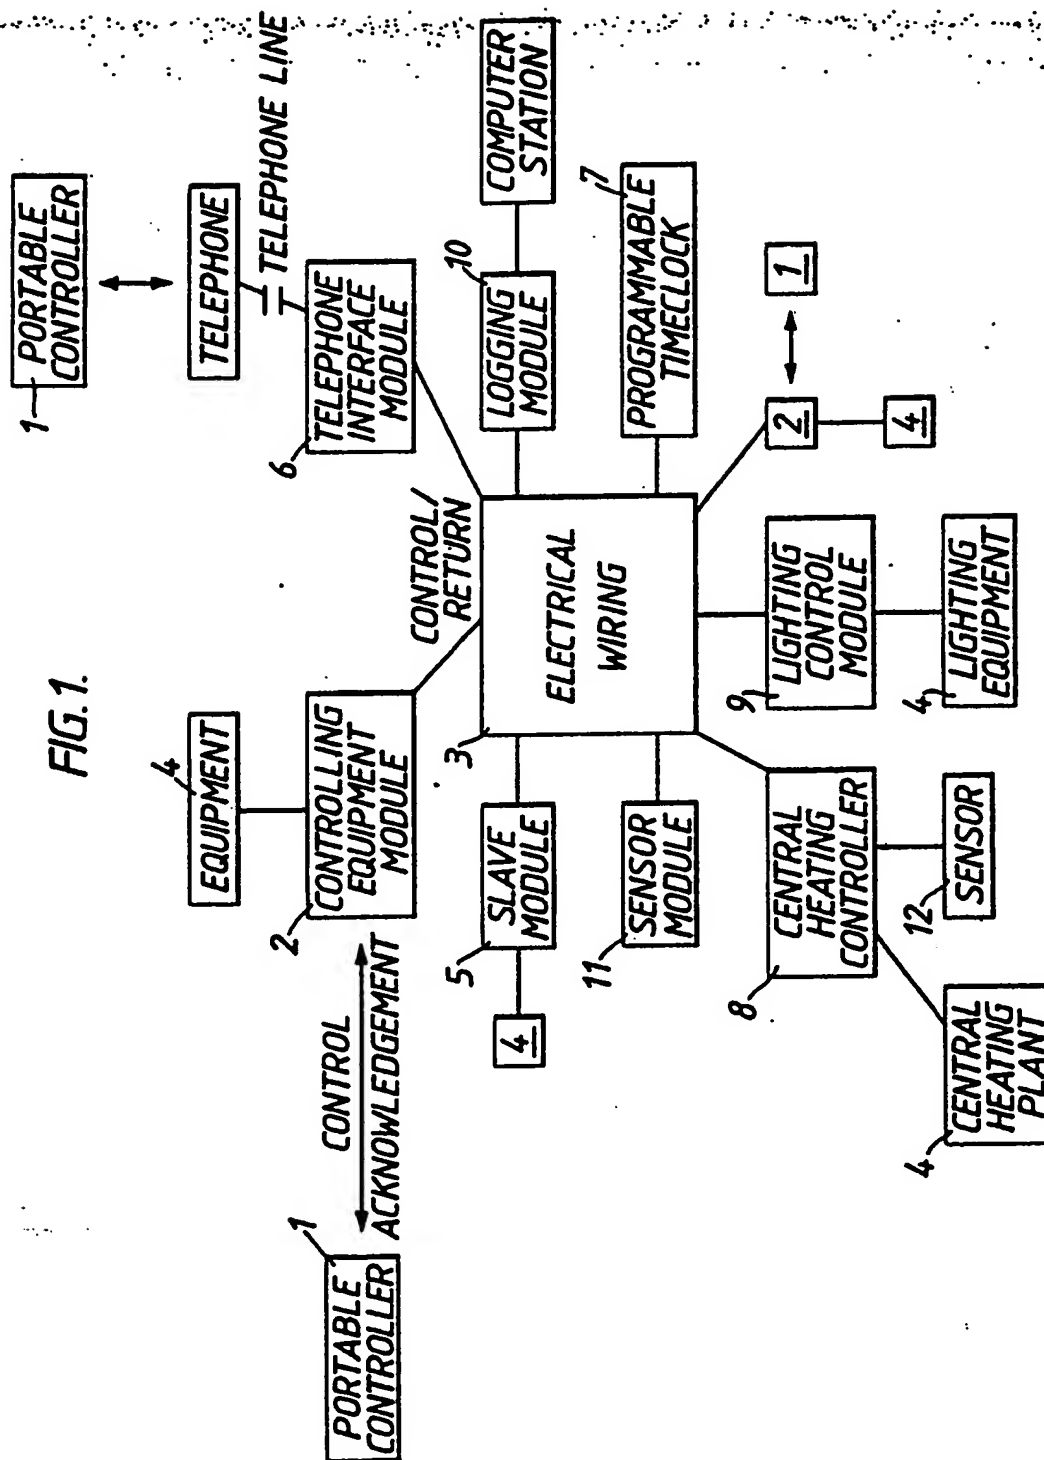 FIG.1.
1
PORTABLE
CONTROLLER
CONTROL
ACKNOWLEDGEMENT
4
EQUIPMENT
2
CONTROLLING
EQUIPMENT
MODULE
CONTROL/
RETURN
1
PORTABLE
CONTROLLER
TELEPHONE
TELEPHONE LINE
6
TELEPHONE
INTERFACE
MODULE
4
5
SLAVE
MODULE
3
ELECTRICAL
WIRING
10
LOGGING
MODULE
COMPUTER
STATION
11
SENSOR
MODULE
7
PROGRAMMABLE
TIMECLOCK
8
CENTRAL
HEATING
CONTROLLER
9
LIGHTING
CONTROL
MODULE
2
1
4
CENTRAL
HEATING
PLANT
12
SENSOR
4
LIGHTING
EQUIPMENT
4